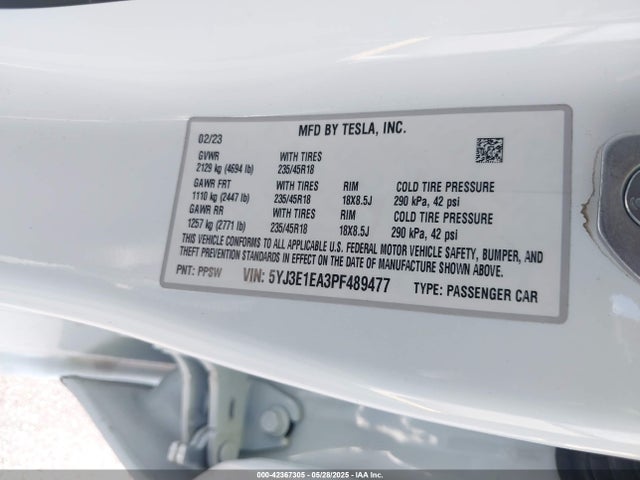 MFD BY TESLA, INC.
02/23
GVWR WITH TIRES
2129 kg (4694 lb) 235/45R18
GAWR FRT WITH TIRES RIM COLD TIRE PRESSURE
1110 kg (2447 lb) 235/45R18 18X8.5J 290 kPa, 42 psi
GAWR RR WITH TIRES RIM COLD TIRE PRESSURE
1257 kg (2771 lb) 235/45R18 18X8.5J 290 kPa, 42 psi
THIS VEHICLE CONFORMS TO ALL APPLICABLE U.S. FEDERAL MOTOR VEHICLE SAFETY, BUMPER, AND
THEFT PREVENTION STANDARDS IN EFFECT ON THE DATE OF MANUFACTURE SHOWN ABOVE.
PNT: PPSW VIN: 5YJ3E1EA3PF489477 TYPE: PASSENGER CAR
000-42367305 - 05/28/2025 - IAAI